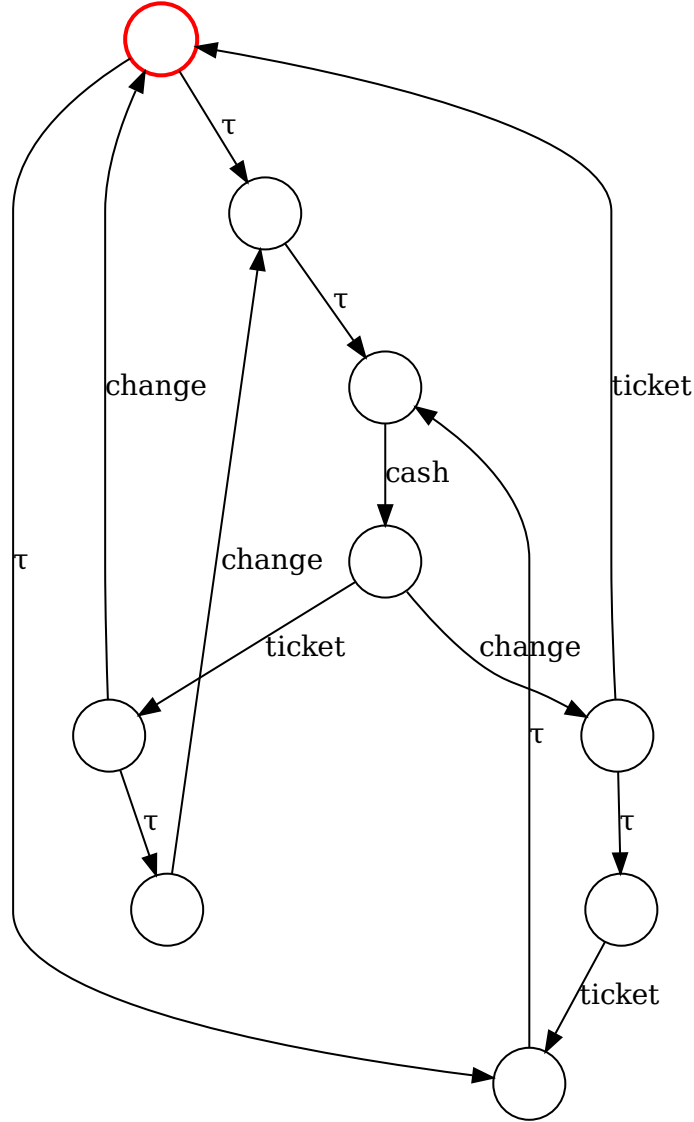 τ
τ
change
ticket
cash
τ
change
ticket
change
τ
τ
τ
ticket